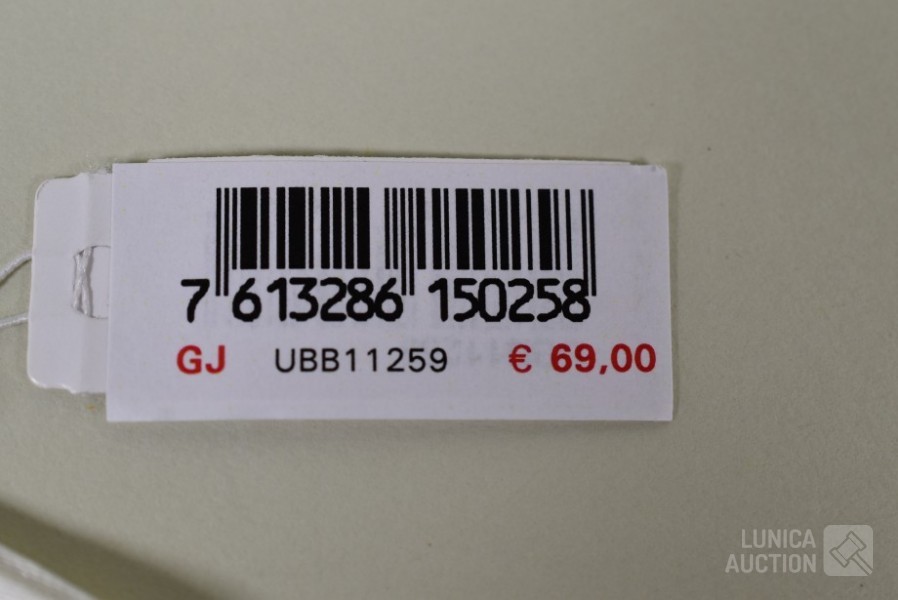 7 613286 150258
GJ UBB11259 € 69,00
LUNICA
AUCTION